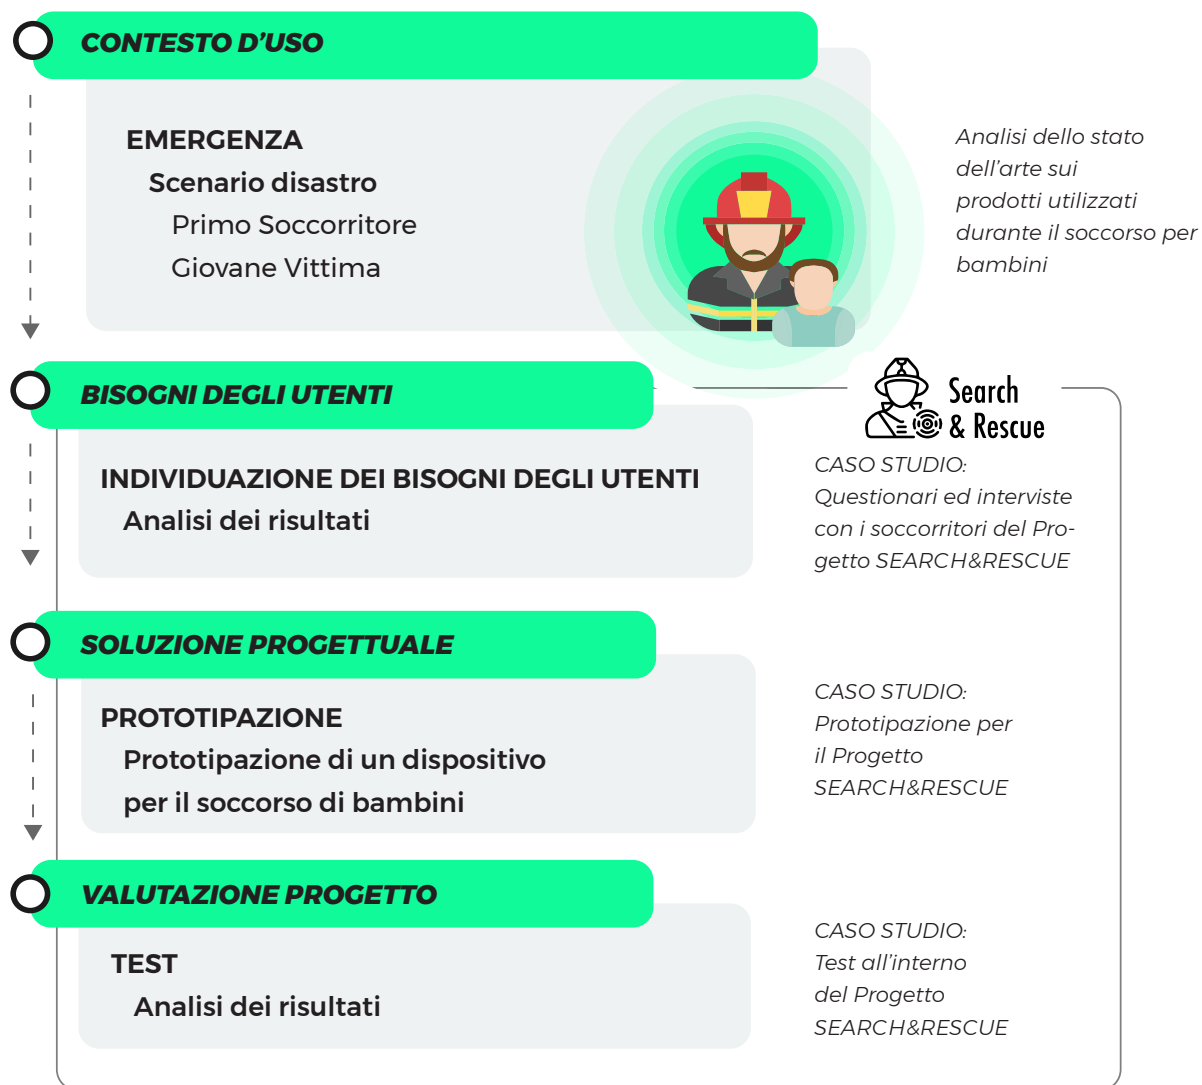 CONTESTO D’USO
EMERGENZA
Scenario disastro
Primo Soccorritore
Giovane Vittima
Analisi dello stato
dell’arte sui
prodotti utilizzati
durante il soccorso per
bambini
BISOGNI DEGLI UTENTI
INDIVIDUAZIONE DEI BISOGNI DEGLI UTENTI
Analisi dei risultati
Search
& Rescue
CASO STUDIO:
Questionari ed interviste
con i soccorritori del Pro-
getto SEARCH&RESCUE
SOLUZIONE PROGETTUALE
PROTOTIPAZIONE
Prototipazione di un dispositivo
per il soccorso di bambini
CASO STUDIO:
Prototipazione per
il Progetto
SEARCH&RESCUE
VALUTAZIONE PROGETTO
TEST
Analisi dei risultati
CASO STUDIO:
Test all’interno
del Progetto
SEARCH&RESCUE